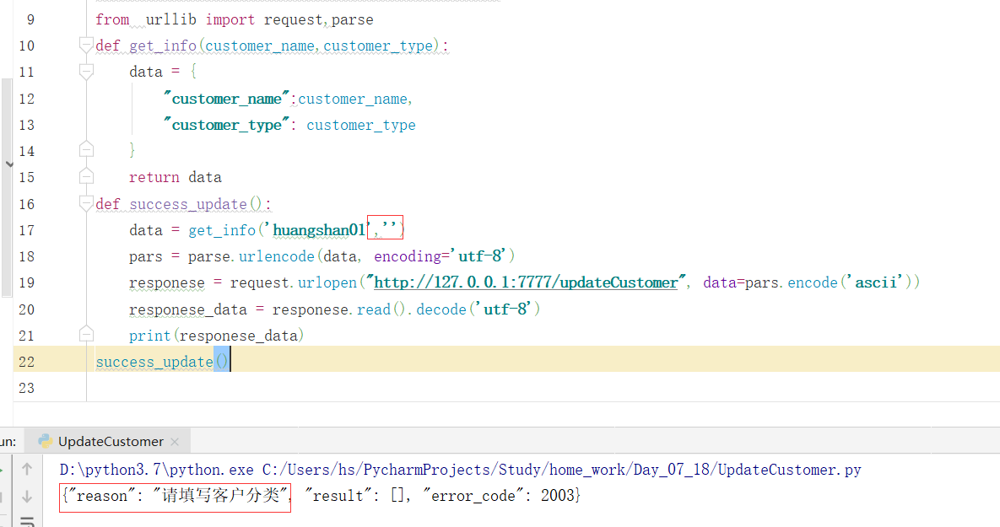 9 from  urllib import request,parse
10 def get_info(customer_name,customer_type):
11 data = {
12 "customer_name":customer_name,
13 "customer_type": customer_type
14 }
15 return data
16 def success_update():
17 data = get_info('huangshan01','')
18 pars = parse.urlencode(data, encoding='utf-8')
19 responese = request.urlopen("http://127.0.0.1:7777/updateCustomer", data=pars.encode('ascii'))
20 responese_data = responese.read().decode('utf-8')
21 print(responese_data)
22 success_update()
23
un: UpdateCustomer
D:\python3.7\python.exe C:/Users/hs/PycharmProjects/Study/home_work/Day_07_18/UpdateCustomer.py
{"reason": "请填写客户分类", "result": [], "error_code": 2003}